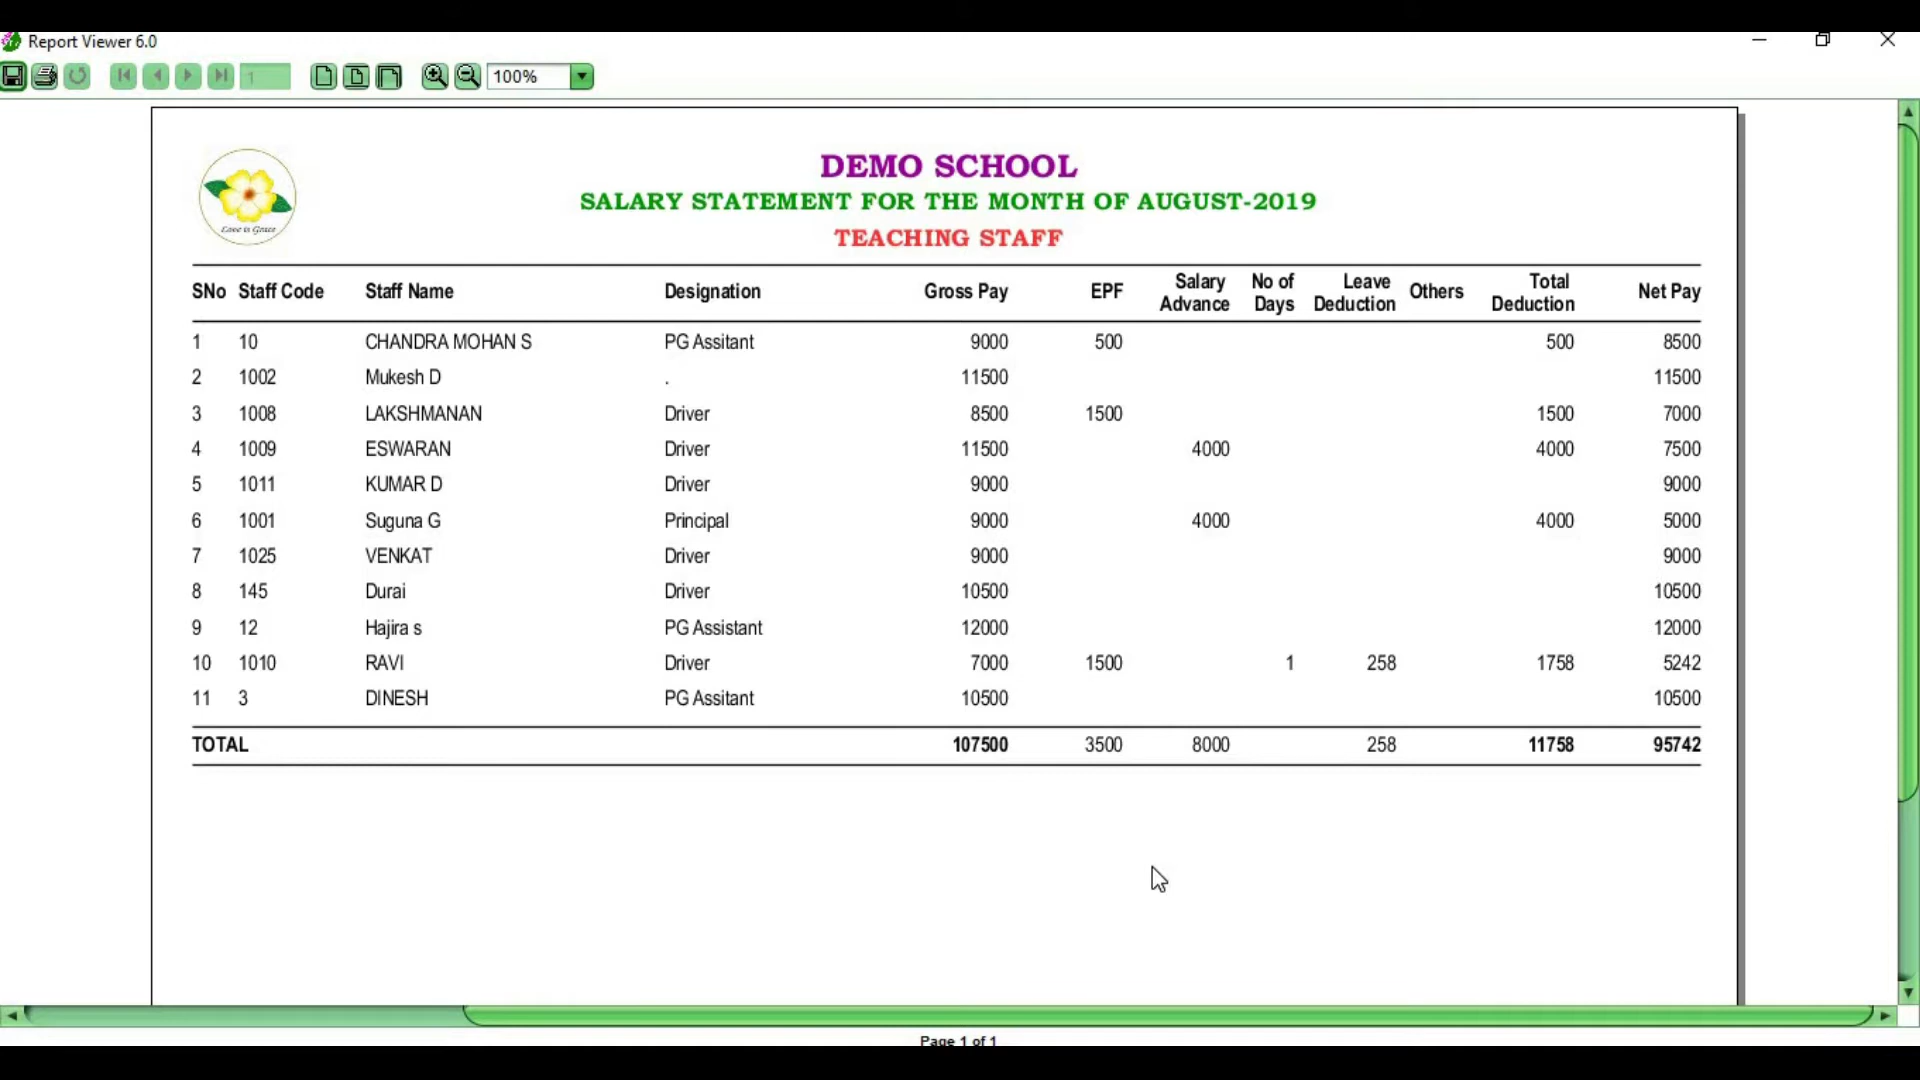 Report Viewer 6.0
1
100%
Love is Grace
DEMO SCHOOL
SALARY STATEMENT FOR THE MONTH OF AUGUST-2019
TEACHING STAFF
SNo Staff Code Staff Name Designation Gross Pay EPF Salary Advance No of Days Leave Deduction Others Total Deduction Net Pay
1 10 CHANDRA MOHAN S PG Assitant 9000 500 500 8500
2 1002 Mukesh D . 11500 11500
3 1008 LAKSHMANAN Driver 8500 1500 1500 7000
4 1009 ESWARAN Driver 11500 4000 4000 7500
5 1011 KUMAR D Driver 9000 9000
6 1001 Suguna G Principal 9000 4000 4000 5000
7 1025 VENKAT Driver 9000 9000
8 145 Durai Driver 10500 10500
9 12 Hajira s PG Assistant 12000 12000
10 1010 RAVI Driver 7000 1500 1 258 1758 5242
11 3 DINESH PG Assitant 10500 10500
TOTAL 107500 3500 8000 258 11758 95742
Page 1 of 1